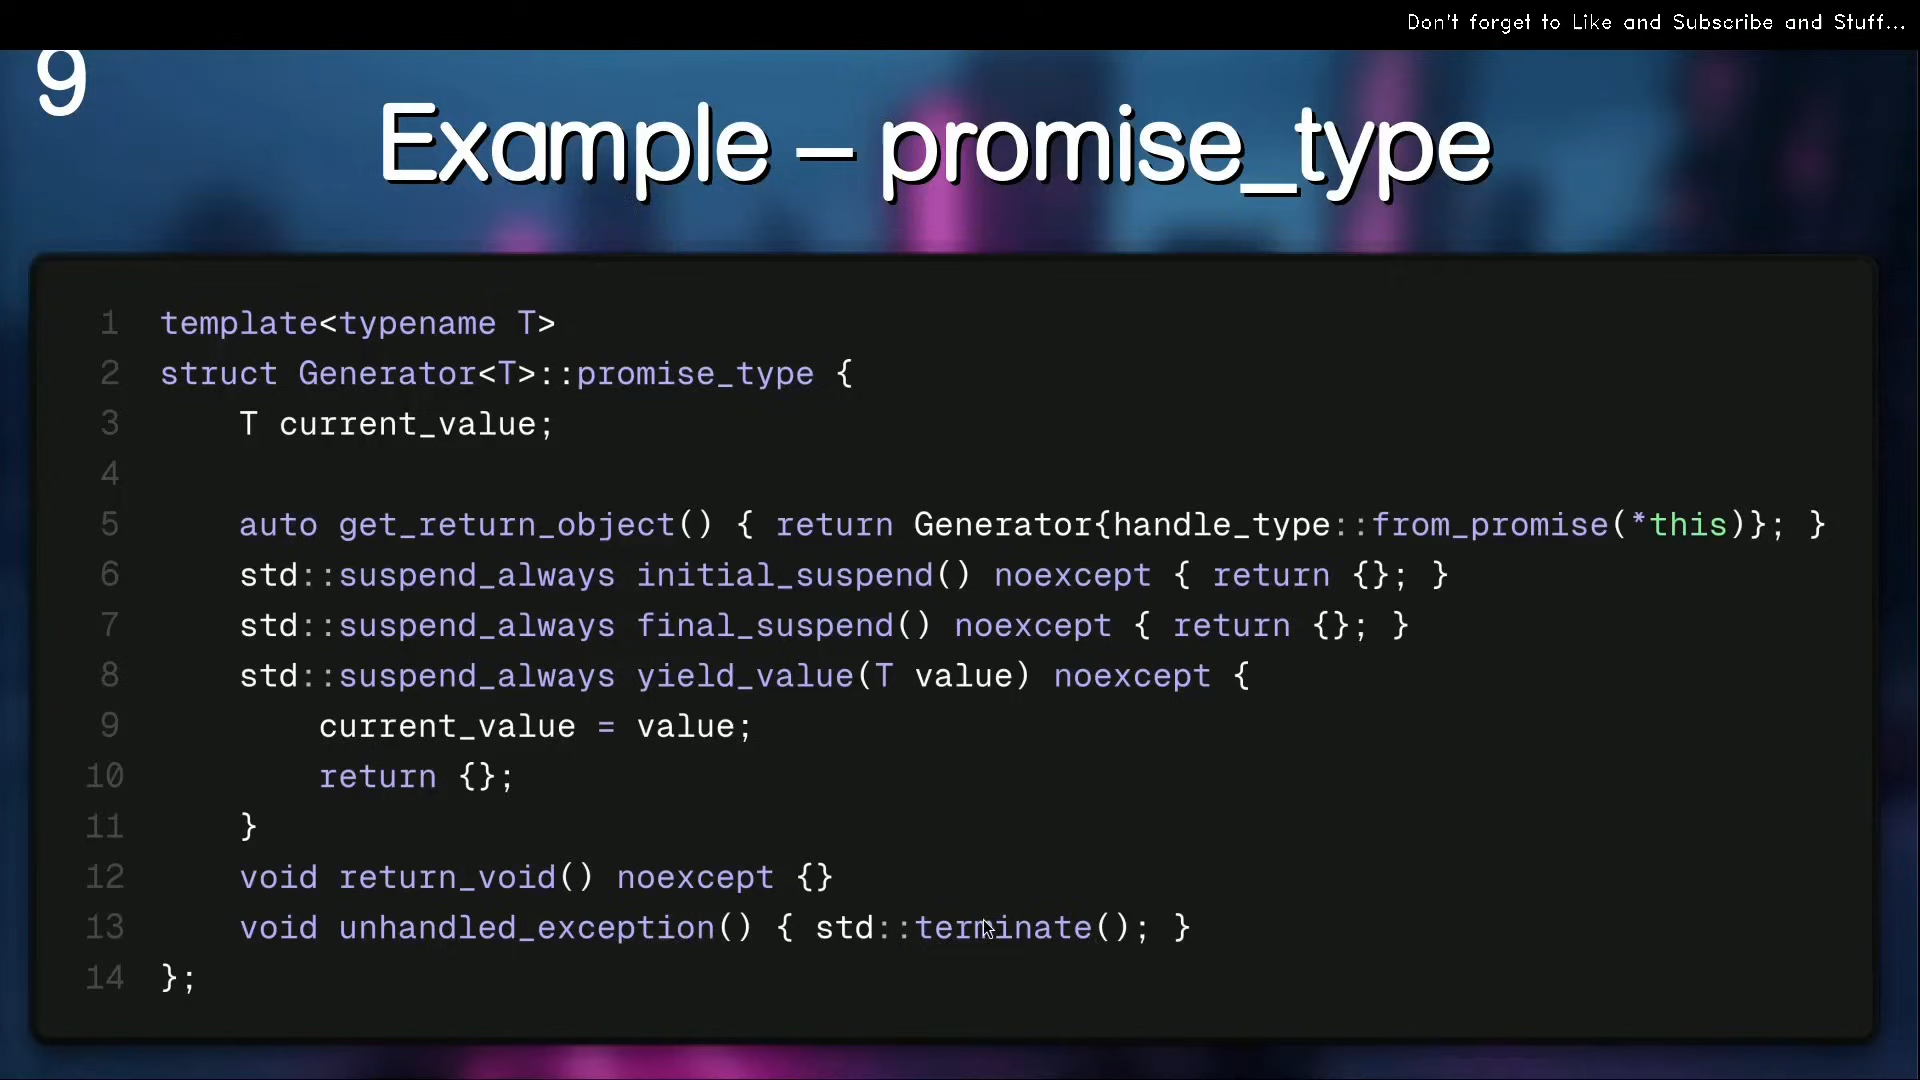 Don't forget to Like and Subscribe and Stuff...
9
Example – promise_type
1 template<typename T>
2 struct Generator<T>::promise_type {
3     T current_value;
4
5     auto get_return_object() { return Generator{handle_type::from_promise(*this)}; }
6     std::suspend_always initial_suspend() noexcept { return {}; }
7     std::suspend_always final_suspend() noexcept { return {}; }
8     std::suspend_always yield_value(T value) noexcept {
9         current_value = value;
10         return {};
11     }
12     void return_void() noexcept {}
13     void unhandled_exception() { std::terminate(); }
14 };